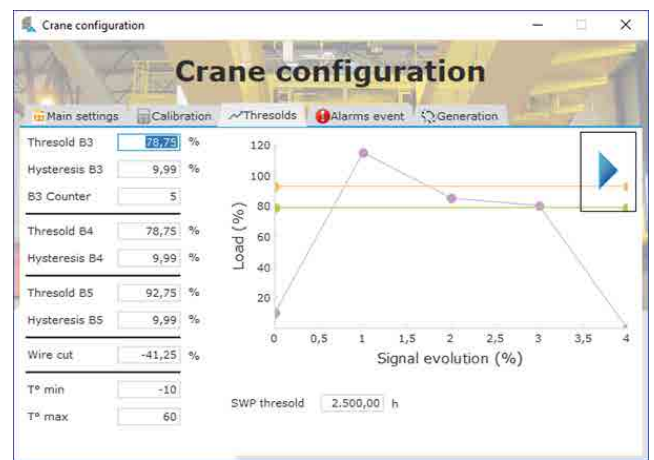 Crane configuration
Crane configuration
Main settings Calibration Thresolds Alarms event Generation
Thresold B3 78,75 %
Hysteresis B3 9,99 %
B3 Counter 5
Thresold B4 78,75 %
Hysteresis B4 9,99 %
Thresold B5 92,75 %
Hysteresis B5 9,99 %
Wire cut -41,25 %
Tº min -10
Tº max 60
Load (%)
120
100
80
60
40
20
0 0,5 1 1,5 2 2,5 3 3,5 4
Signal evolution (%)
SWP thresold 2.500,00 h